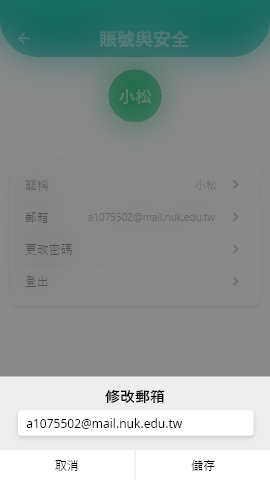 賬號與安全
小松
暱稱 小松
郵箱 a1075502@mail.nuk.edu.tw
更改密碼
登出
修改郵箱
a1075502@mail.nuk.edu.tw
取消 儲存